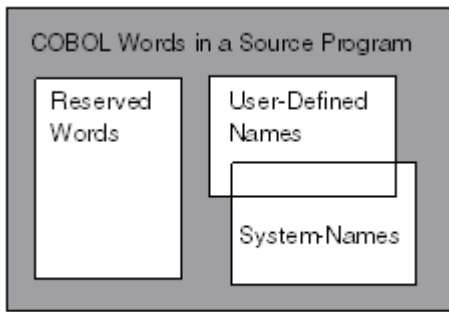 COBOL Words in a Source Program
Reserved
Words
User-Defined
Names
System-Names